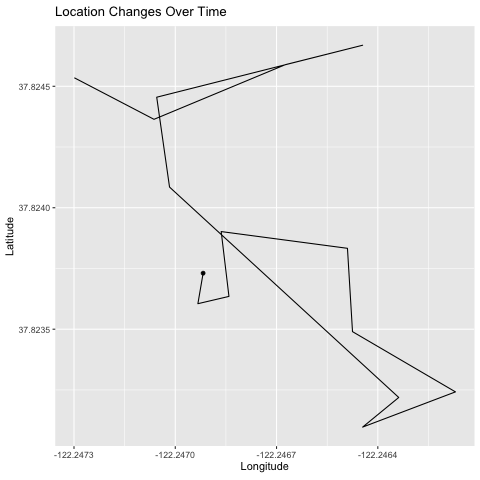 Location Changes Over Time
37.8245
37.8240
37.8235
Latitude
-122.2473 -122.2470 -122.2467 -122.2464
Longitude